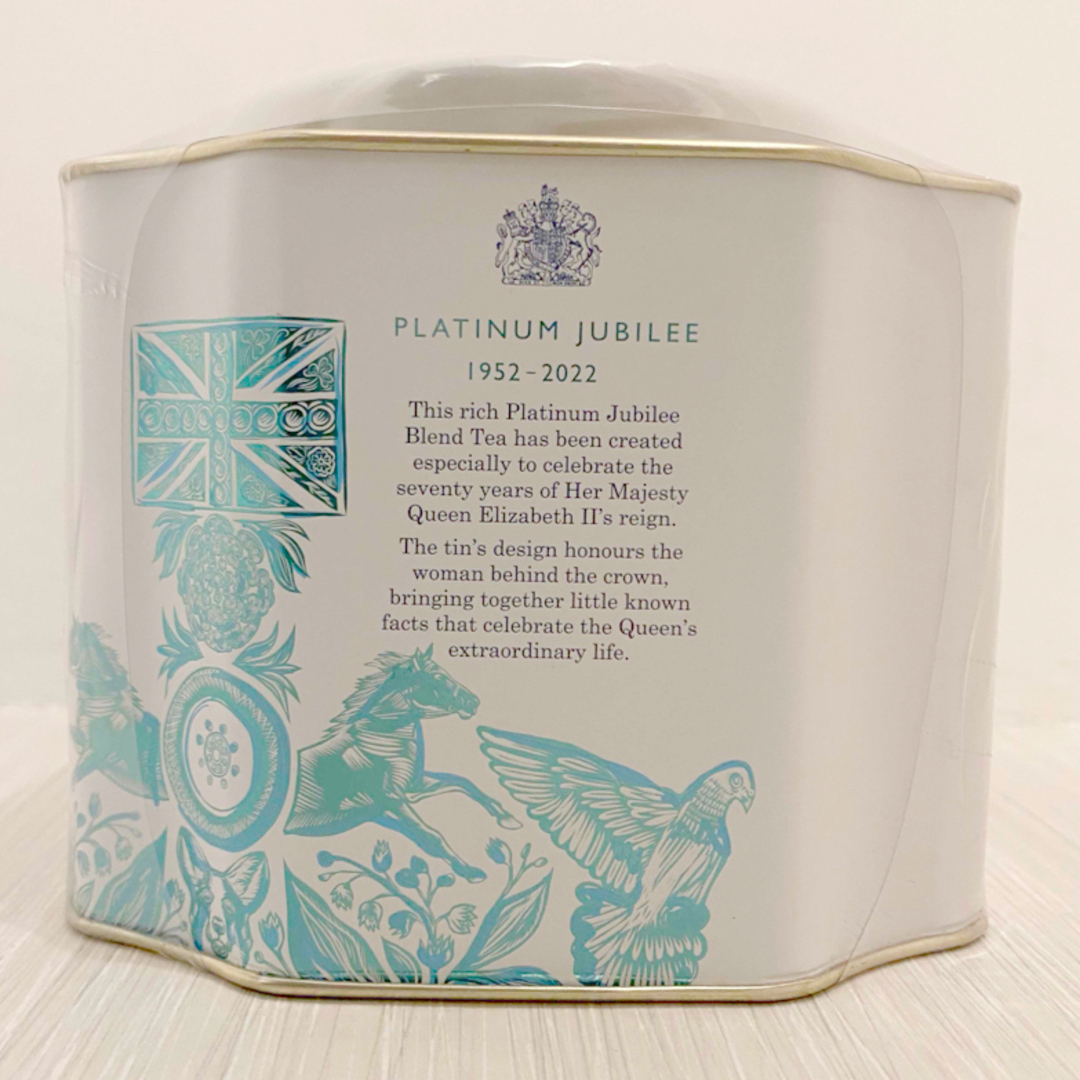 PLATINUM JUBILEE
1952-2022
This rich Platinum Jubilee
Blend Tea has been created
especially to celebrate the
seventy years of Her Majesty
Queen Elizabeth II's reign.
The tin's design honours the
woman behind the crown,
bringing together little known
facts that celebrate the Queen's
extraordinary life.